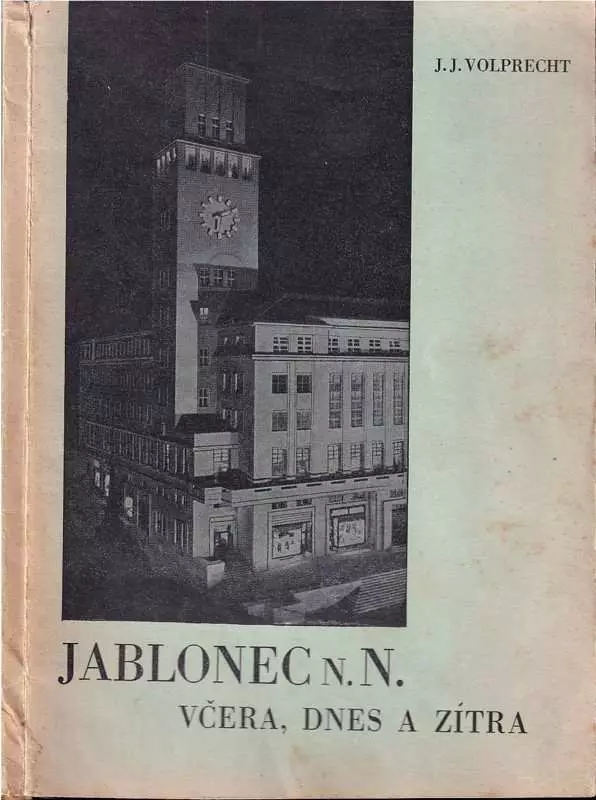 J. J. VOLPRECHT
JABLONEC N. N.
VČERA, DNES A ZÍTRA